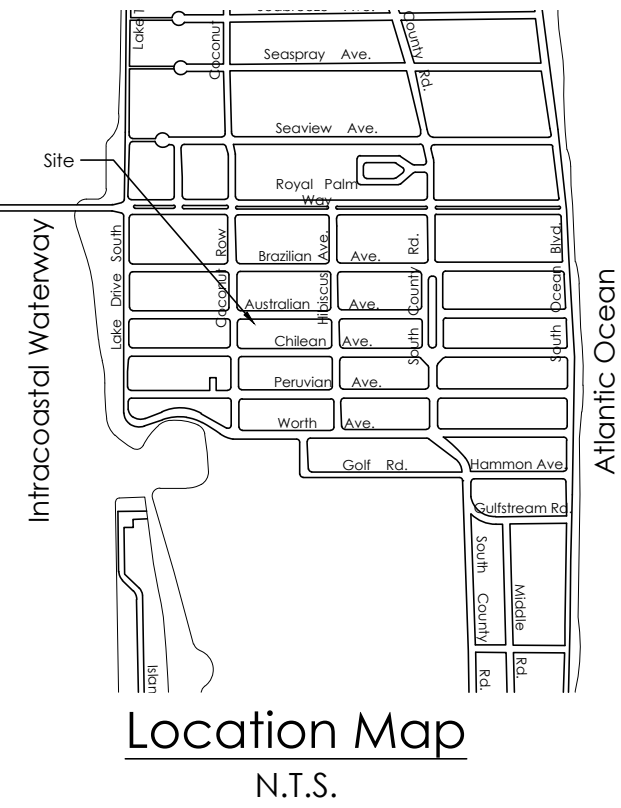 Lake
Coconut
County
Rd.
Seaspray Ave.
Seaview Ave.
Site
Royal Palm
Way
Intracoastal Waterway
Lake Drive South
Coconut Row
Hibiscus Ave.
South County Rd.
South Ocean Blvd.
Atlantic Ocean
Brazilian Ave.
Australian Ave.
Chilean Ave.
Peruvian Ave.
Worth Ave.
Golf Rd.
Hammon Ave.
Gulfstream Rd.
South County Rd.
Middle Rd.
Location Map
N.T.S.